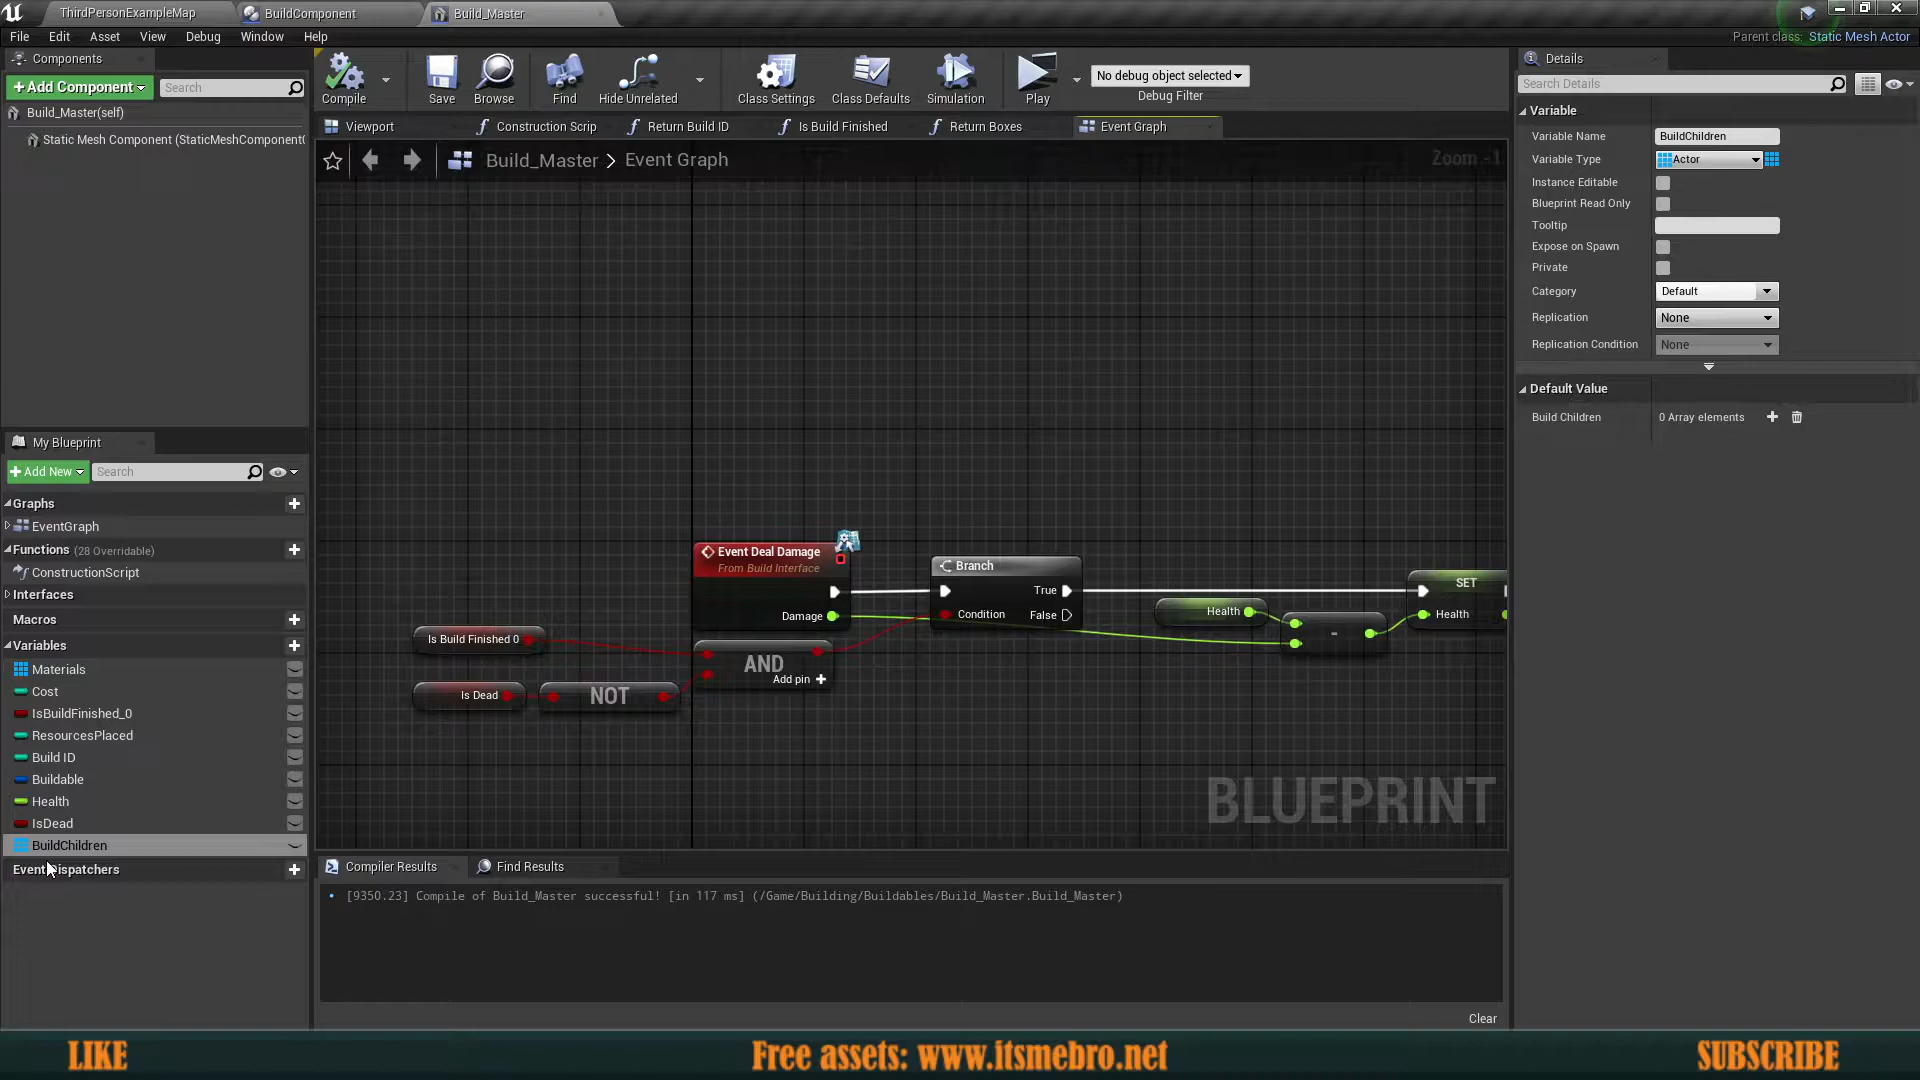 ThirdPersonExampleMap
BuildComponent
Build_Master
File Edit Asset View Debug Window Help
Parent class: Static Mesh Actor
Components
+Add Component
Search
Build_Master(self)
Static Mesh Component (StaticMeshComponent(
Compile
Save
Browse
Find
Hide Unrelated
Class Settings
Class Defaults
Simulation
Play
No debug object selected
Debug Filter
Viewport
Construction Scrip
Return Build ID
Is Build Finished
Return Boxes
Event Graph
Build_Master > Event Graph
Zoom -1
Event Deal Damage
From Build Interface
Damage
Branch
True
Condition
False
Health
SET
Health
Is Build Finished 0
AND
Add pin +
Is Dead
NOT
-
BLUEPRINT
My Blueprint
+Add New
Search
Graphs
EventGraph
Functions (28 Overridable)
ConstructionScript
Interfaces
Macros
Variables
Materials
Cost
IsBuildFinished_0
ResourcesPlaced
Build ID
Buildable
Health
IsDead
BuildChildren
Event Dispatchers
Compiler Results
Find Results
[9350.23] Compile of Build_Master successful! [in 117 ms] (/Game/Building/Buildables/Build_Master.Build_Master)
Clear
Details
Search Details
Variable
Variable Name BuildChildren
Variable Type Actor
Instance Editable
Blueprint Read Only
Tooltip
Expose on Spawn
Private
Category Default
Replication None
Replication Condition None
Default Value
Build Children 0 Array elements
LIKE
Free assets: www.itsmebro.net
SUBSCRIBE